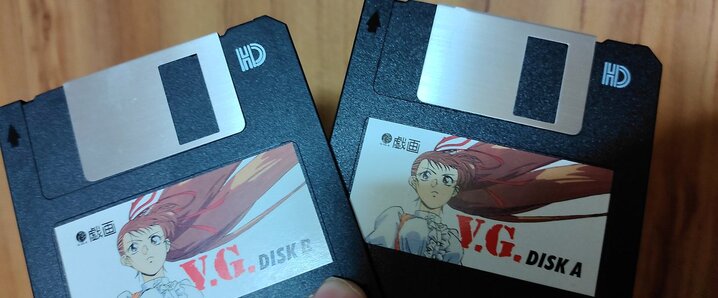 HD
戯画
V.G. DISK B
HD
戯画
V.G. DISK A